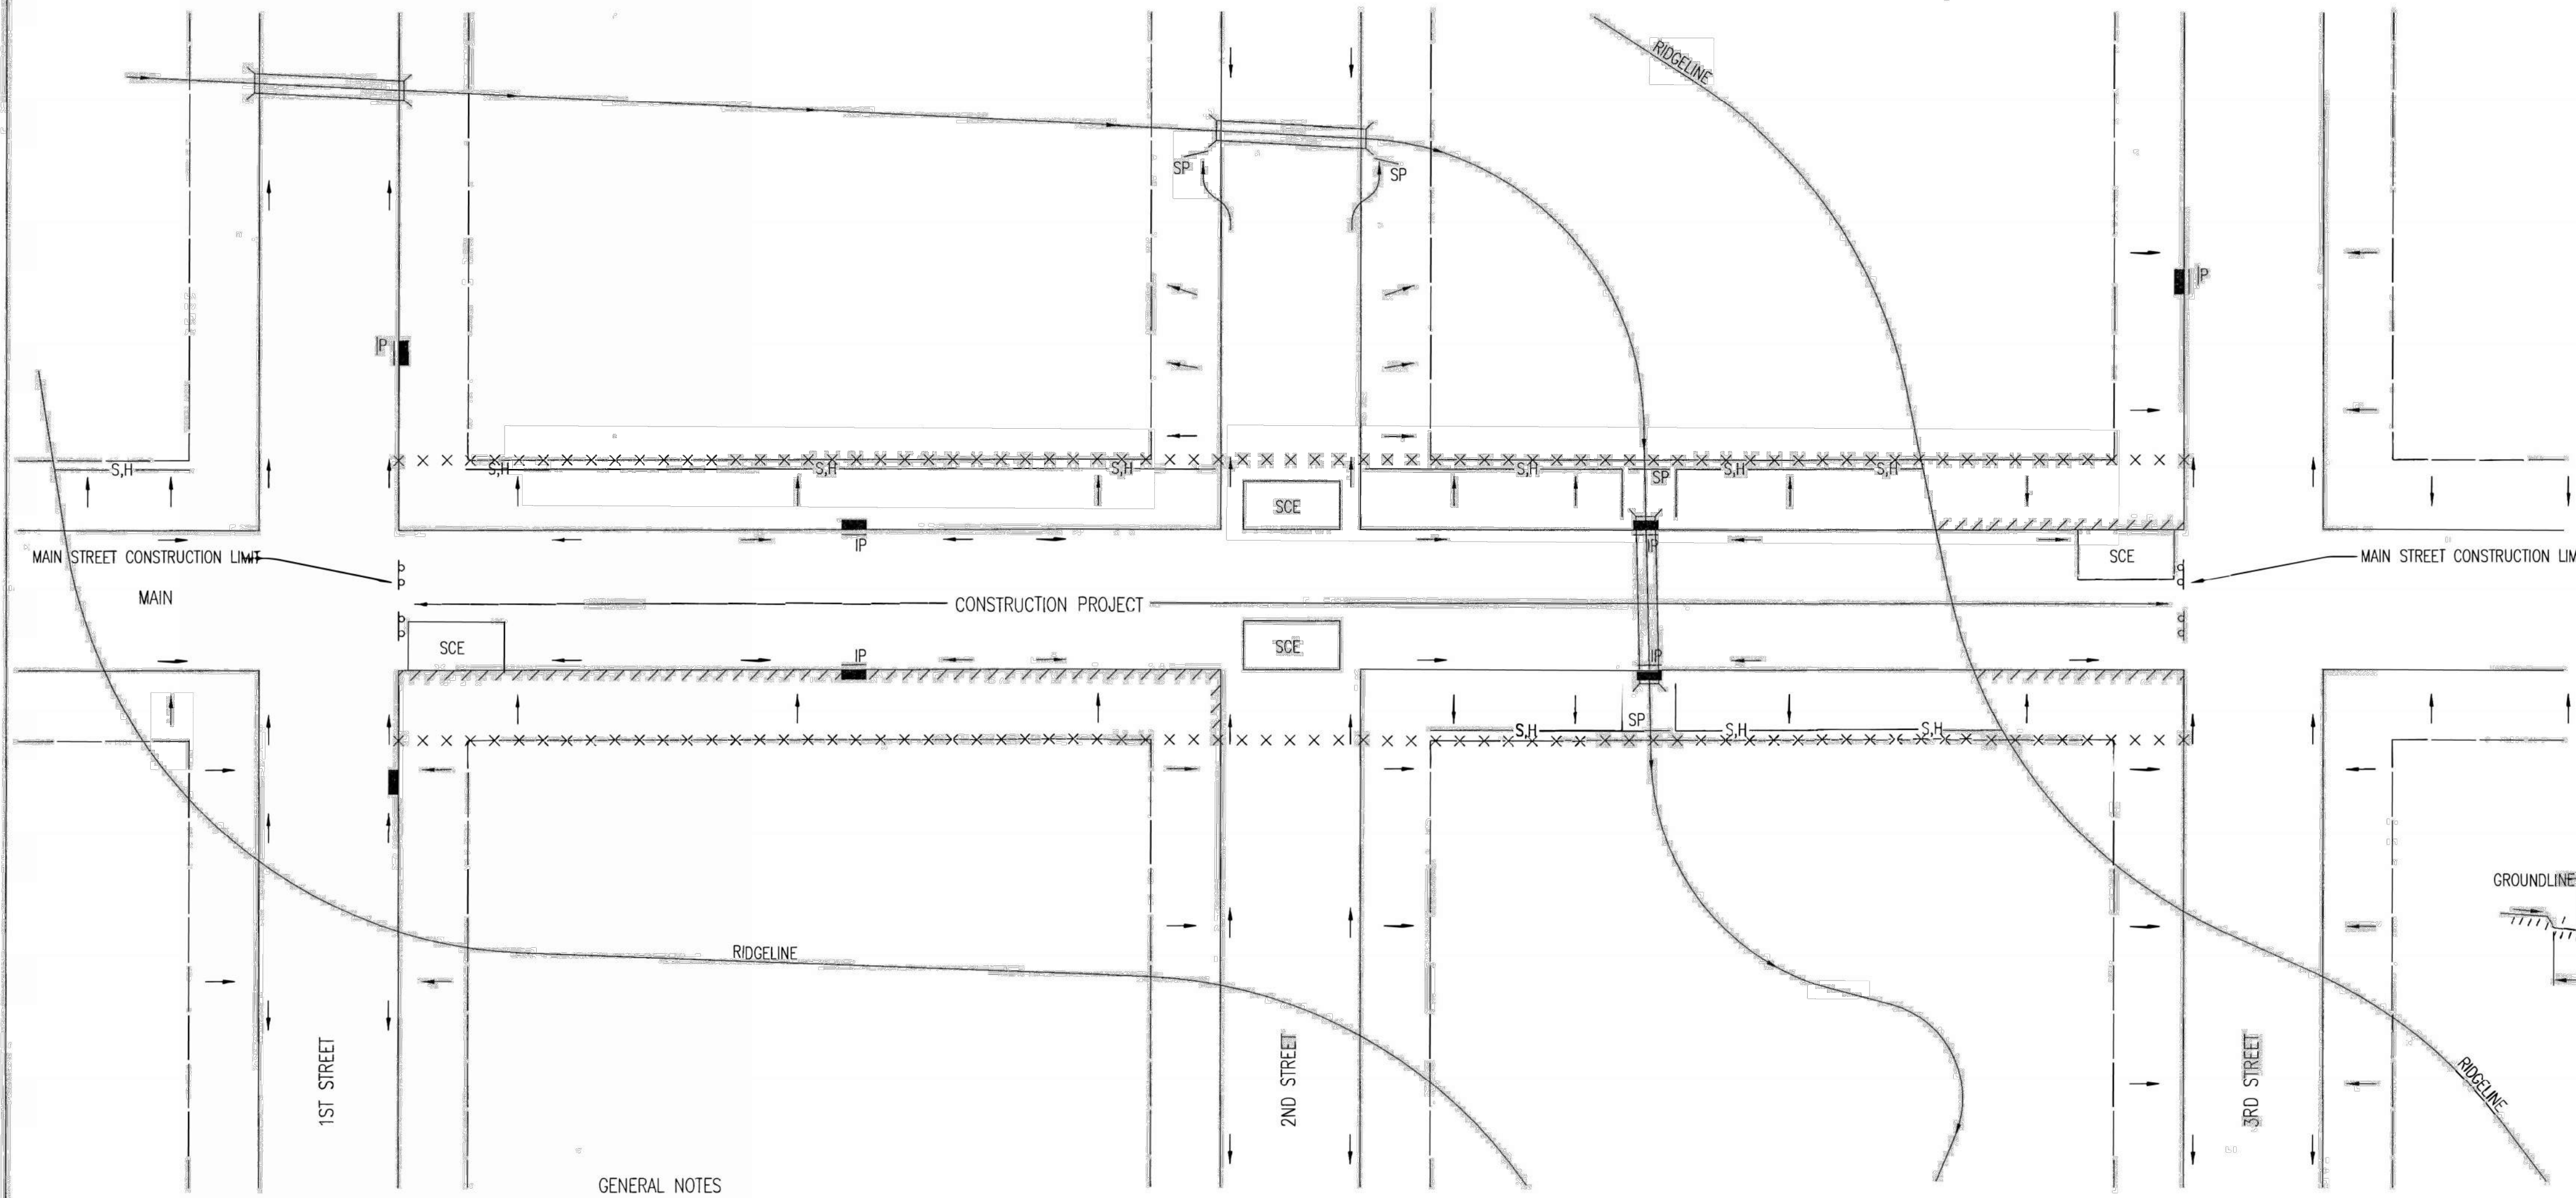 RIDGELINE
SP
SP
IP
IP
S,H
S,H
S,H
S,H
S,H
SP
S,H
S,H
SCE
IP
IP
SCE
MAIN STREET CONSTRUCTION LIMIT
MAIN STREET CONSTRUCTION LIM
MAIN
CONSTRUCTION PROJECT
SCE
SCE
IP
IP
S,H
SP
S,H
S,H
GROUNDLINE
RIDGELINE
1ST STREET
2ND STREET
3RD STREET
RIDGELINE
GENERAL NOTES